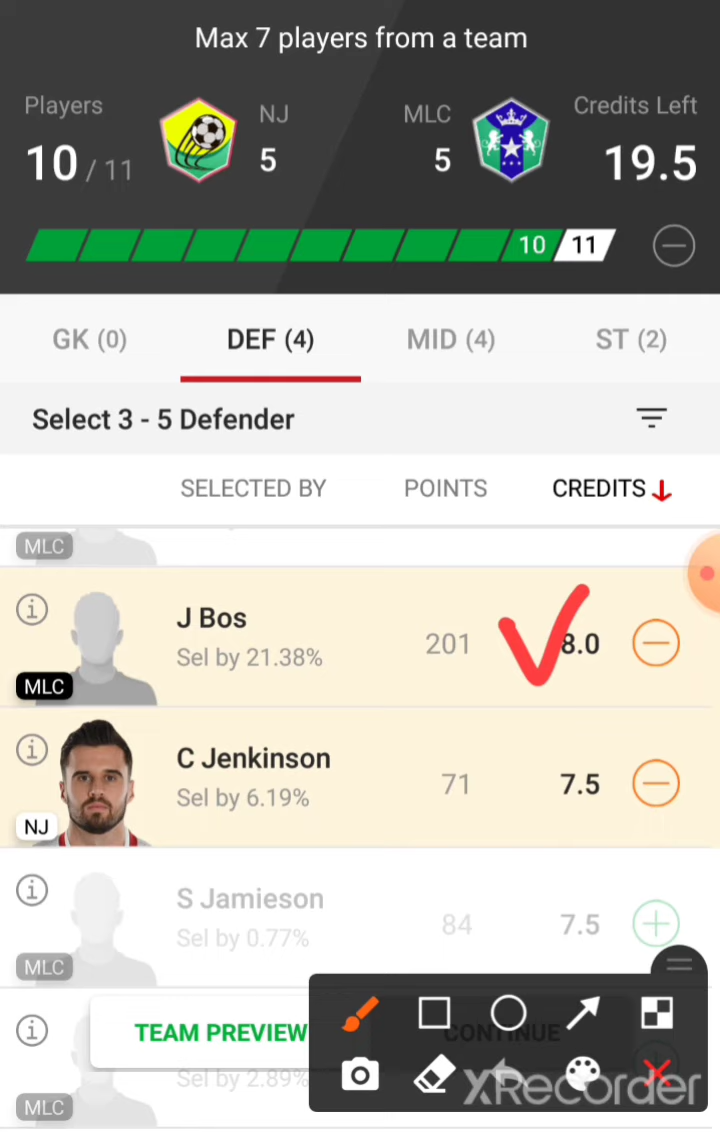 Max 7 players from a team
Players NJ MLC Credits Left
10 / 11 5 5 19.5
10 11
GK (0) DEF (4) MID (4) ST (2)
Select 3 - 5 Defender
SELECTED BY POINTS CREDITS
MLC
J Bos
Sel by 21.38% 201 8.0
MLC
C Jenkinson
Sel by 6.19% 71 7.5
NJ
S Jamieson
Sel by 0.77% 84 7.5
MLC
TEAM PREVIEW CONTINUE
Sel by 2.89%
XRecorder
MLC